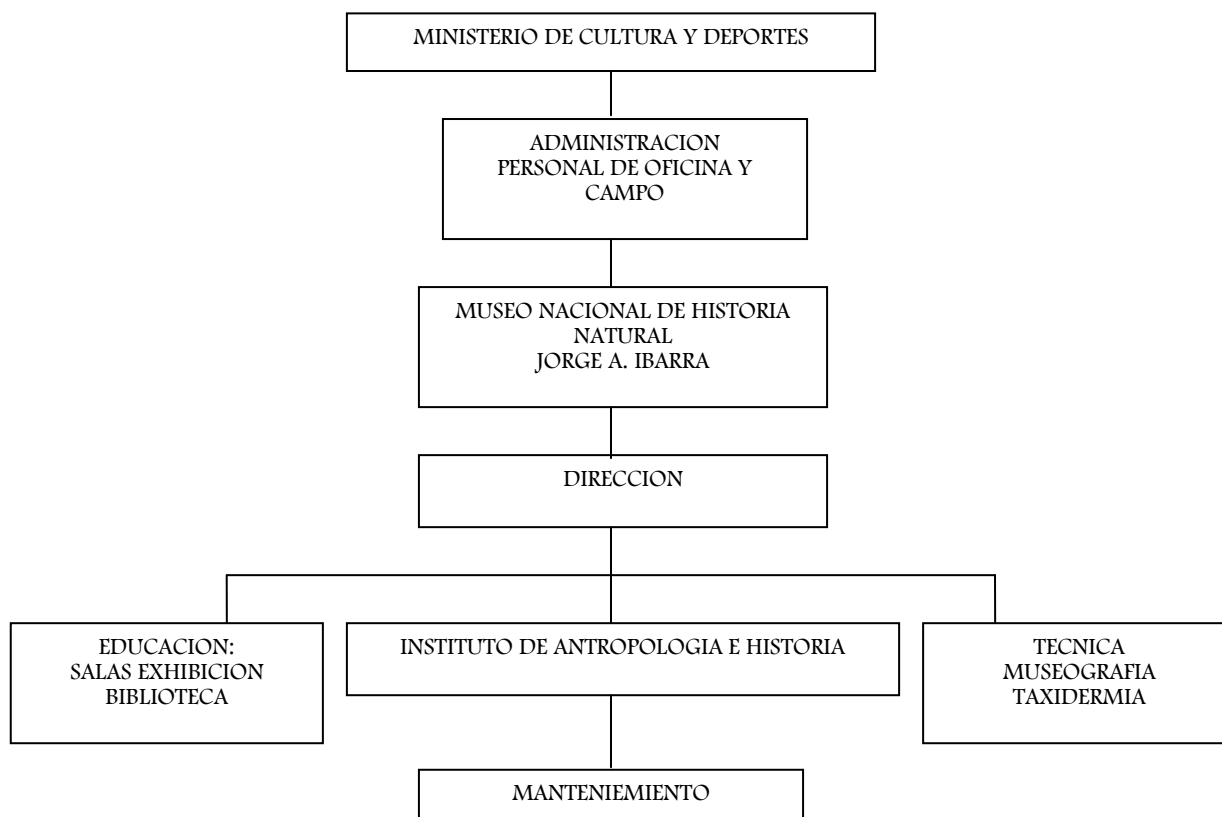 MINISTERIO DE CULTURA Y DEPORTES
ADMINISTRACION
PERSONAL DE OFICINA Y
CAMPO
MUSEO NACIONAL DE HISTORIA
NATURAL
JORGE A. IBARRA
DIRECCION
EDUCACION:
SALAS EXHIBICION
BIBLIOTECA
INSTITUTO DE ANTROPOLOGIA E HISTORIA
TECNICA
MUSEOGRAFIA
TAXIDERMIA
MANTENIEMIENTO